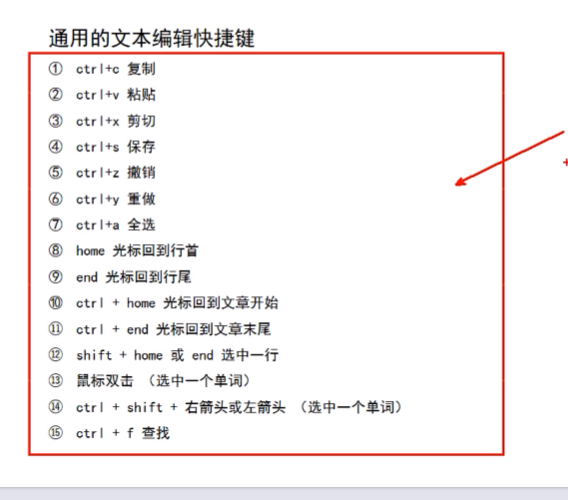 通用的文本编辑快捷键
① ctrl+c 复制
② ctrl+v 粘贴
③ ctrl+x 剪切
④ ctrl+s 保存
⑤ ctrl+z 撤销
⑥ ctrl+y 重做
⑦ ctrl+a 全选
⑧ home 光标回到行首
⑨ end 光标回到行尾
⑩ ctrl + home 光标回到文章开始
⑪ ctrl + end 光标回到文章末尾
⑫ shift + home 或 end 选中一行
⑬ 鼠标双击 （选中一个单词）
⑭ ctrl + shift + 右箭头或左箭头 （选中一个单词）
⑮ ctrl + f 查找